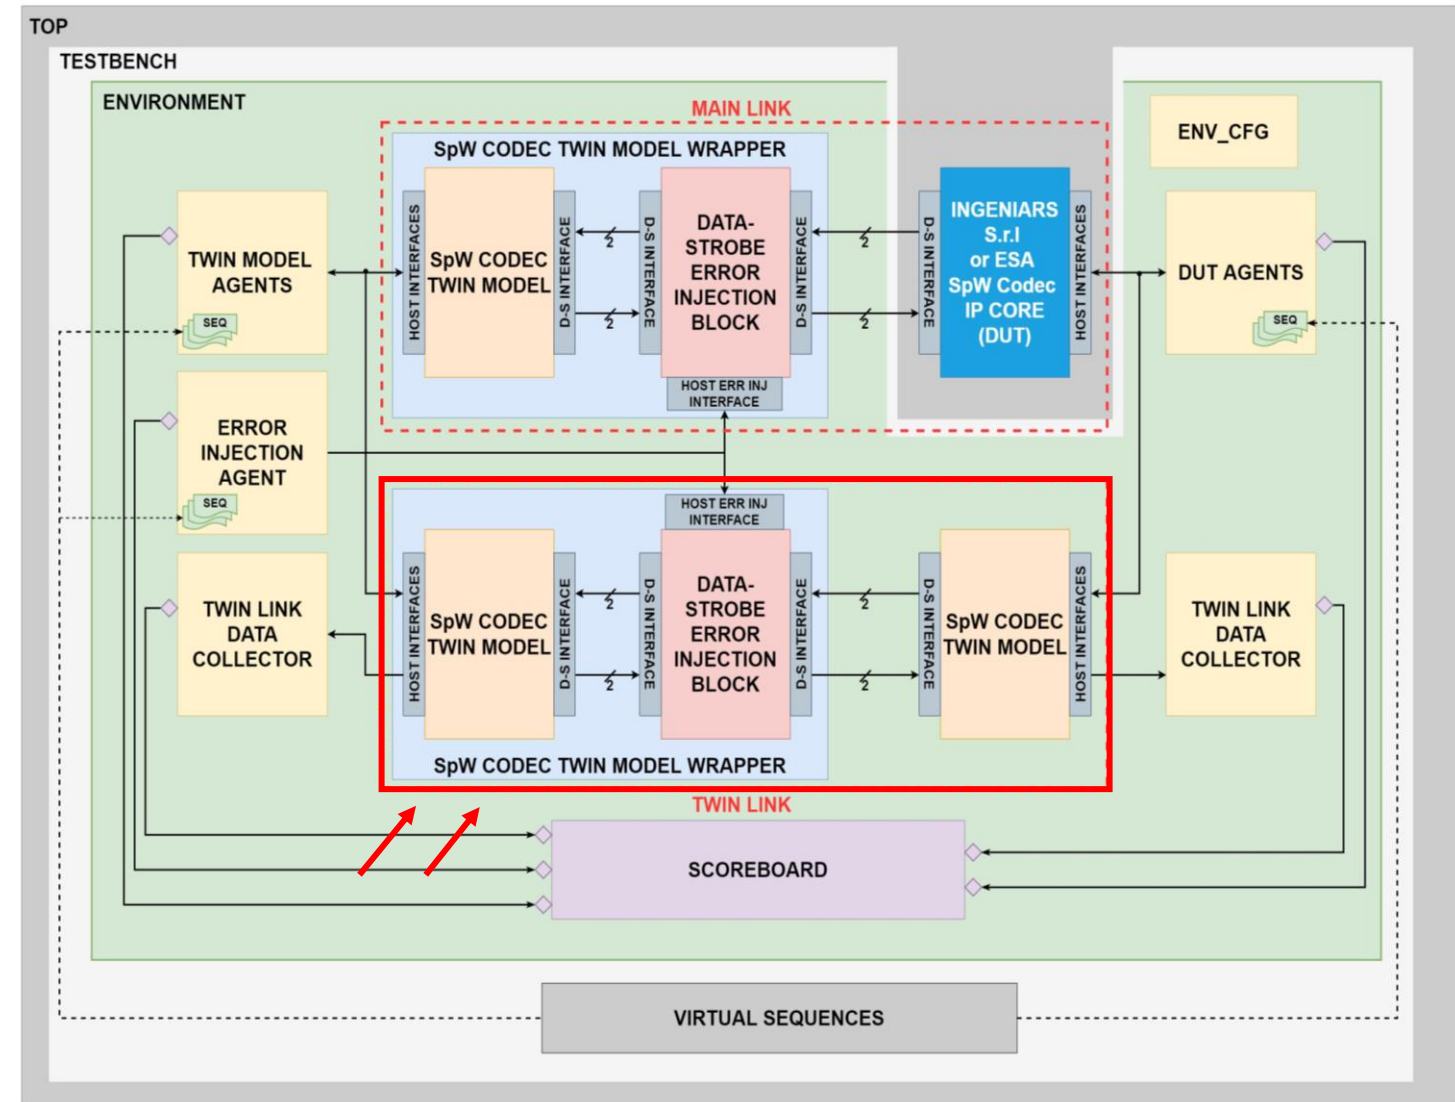 TOP
TESTBENCH
ENVIRONMENT
MAIN LINK
ENV_CFG
SpW CODEC TWIN MODEL WRAPPER
TWIN MODEL
AGENTS
SEQ
HOST INTERFACES
SpW CODEC
TWIN MODEL
D-S INTERFACE
2
2
D-S INTERFACE
DATA-
STROBE
ERROR
INJECTION
BLOCK
D-S INTERFACE
HOST ERR INJ
INTERFACE
2
2
D-S INTERFACE
INGENIARS
S.r.l
or ESA
SpW Codec
IP CORE
(DUT)
HOST INTERFACES
DUT AGENTS
SEQ
ERROR
INJECTION
AGENT
SEQ
TWIN LINK
DATA
COLLECTOR
HOST INTERFACES
SpW CODEC
TWIN MODEL
D-S INTERFACE
2
2
D-S INTERFACE
HOST ERR INJ
INTERFACE
DATA-
STROBE
ERROR
INJECTION
BLOCK
D-S INTERFACE
2
2
D-S INTERFACE
SpW CODEC
TWIN MODEL
HOST INTERFACES
TWIN LINK
DATA
COLLECTOR
SpW CODEC TWIN MODEL WRAPPER
TWIN LINK
SCOREBOARD
VIRTUAL SEQUENCES